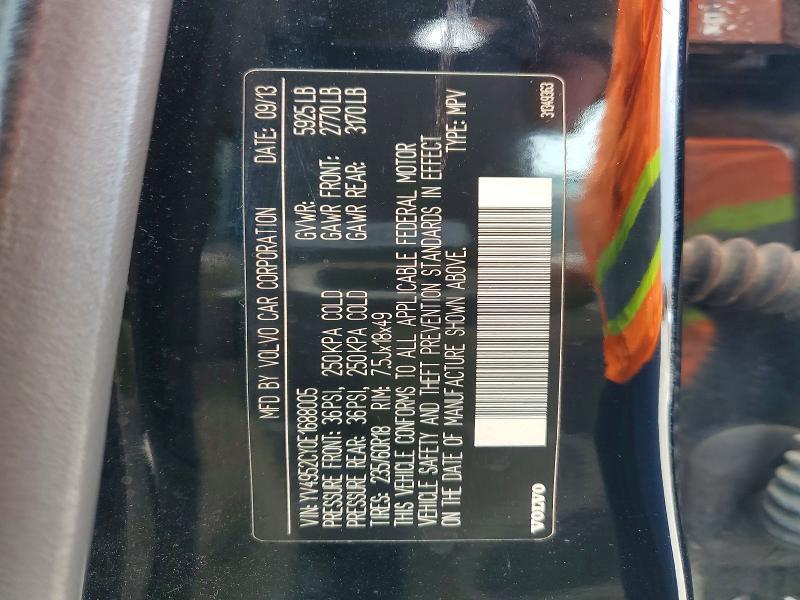 MFD BY VOLVO CAR CORPORATION DATE: 09/13
VIN: YV4952CY0E1688005 GVWR: 5925 LB
PRESSURE FRONT: 36PSI, 250KPA COLD GAWR FRONT: 2770 LB
PRESSURE REAR: 36PSI, 250KPA COLD GAWR REAR: 3170 LB
TIRES: 235/60R18 RIM: 7.5Jx18x49
THIS VEHICLE CONFORMS TO ALL APPLICABLE FEDERAL MOTOR
VEHICLE SAFETY AND THEFT PREVENTION STANDARDS IN EFFECT
ON THE DATE OF MANUFACTURE SHOWN ABOVE. TYPE: MPV
VOLVO 31349363